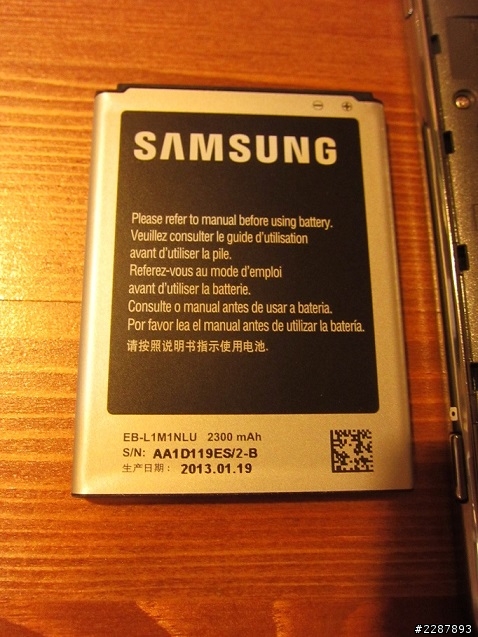 SAMSUNG
Please refer to manual before using battery.
Veuillez consulter le guide d'utilisation
avant d'utiliser la pile.
Referez-vous au mode d'emploi
avant d'utiliser la batterie.
Consulte o manual antes de usar a bateria.
Por favor lea el manual antes de utilizar la batería.
请按照说明书指示使用电池.
EB-L1M1NLU 2300 mAh
S/N: AA1D119ES/2-B
生产日期: 2013.01.19
#2287893